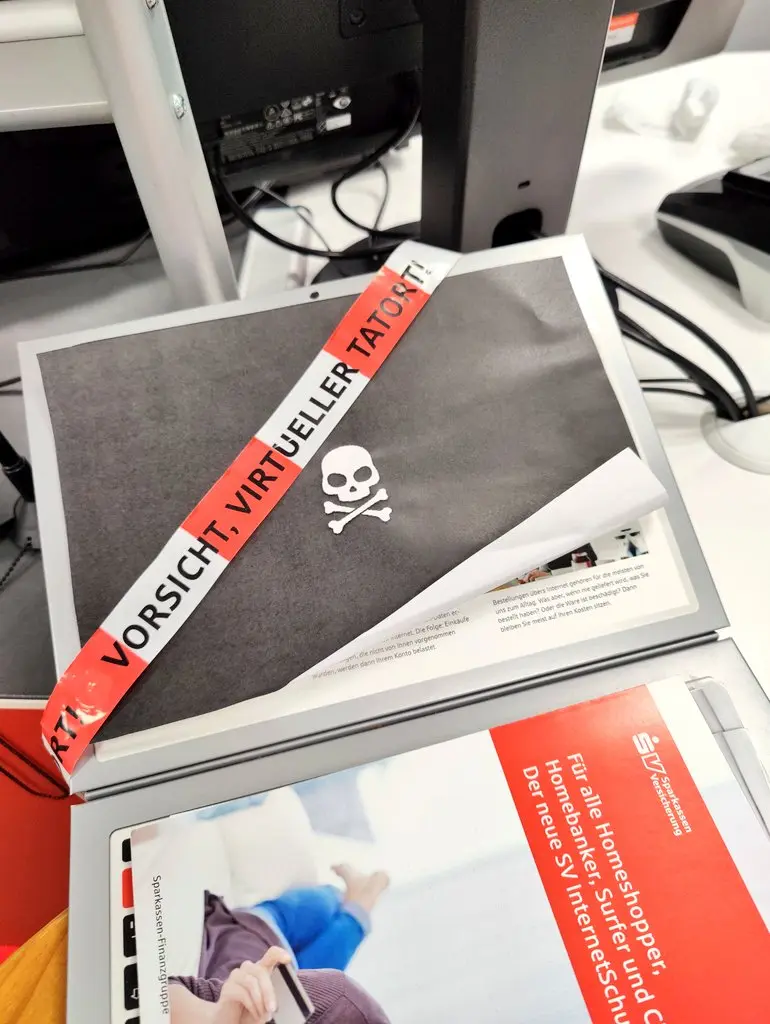 VORSICHT, VIRTUELLER TATORT!
RT!
Internet. Die Folge: Einkäufe
die nicht von Ihnen vorgenommen
wurden, werden dann Ihrem Konto belastet.
Bestellungen übers Internet gehören für die meisten von
uns zum Alltag. Was aber, wenn nie geliefert wird, was Sie
bestellt haben? Oder die Ware ist beschädigt? Dann
bleiben Sie meist auf Ihren Kosten sitzen.
SV Sparkassen
Versicherung
Für alle Homeshopper,
Homebanker, Surfer und C
Der neue SV InternetSchu
Sparkassen-Finanzgruppe